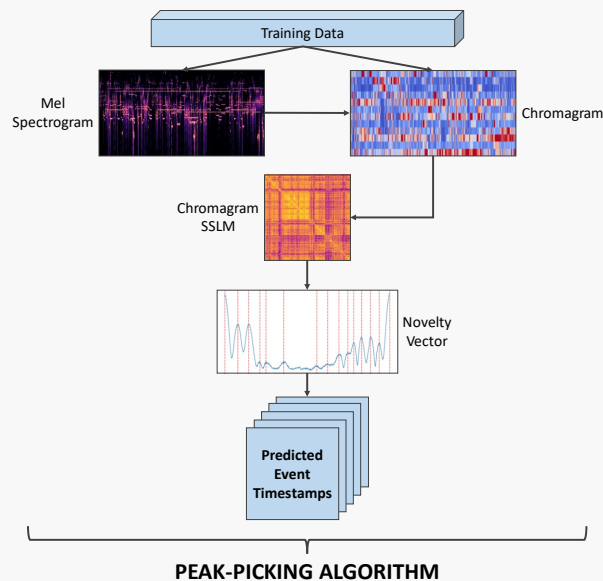 Training Data
Mel
Spectrogram
Chromagram
Chromagram
SSLM
Novelty
Vector
Predicted
Event
Timestamps
PEAK-PICKING ALGORITHM